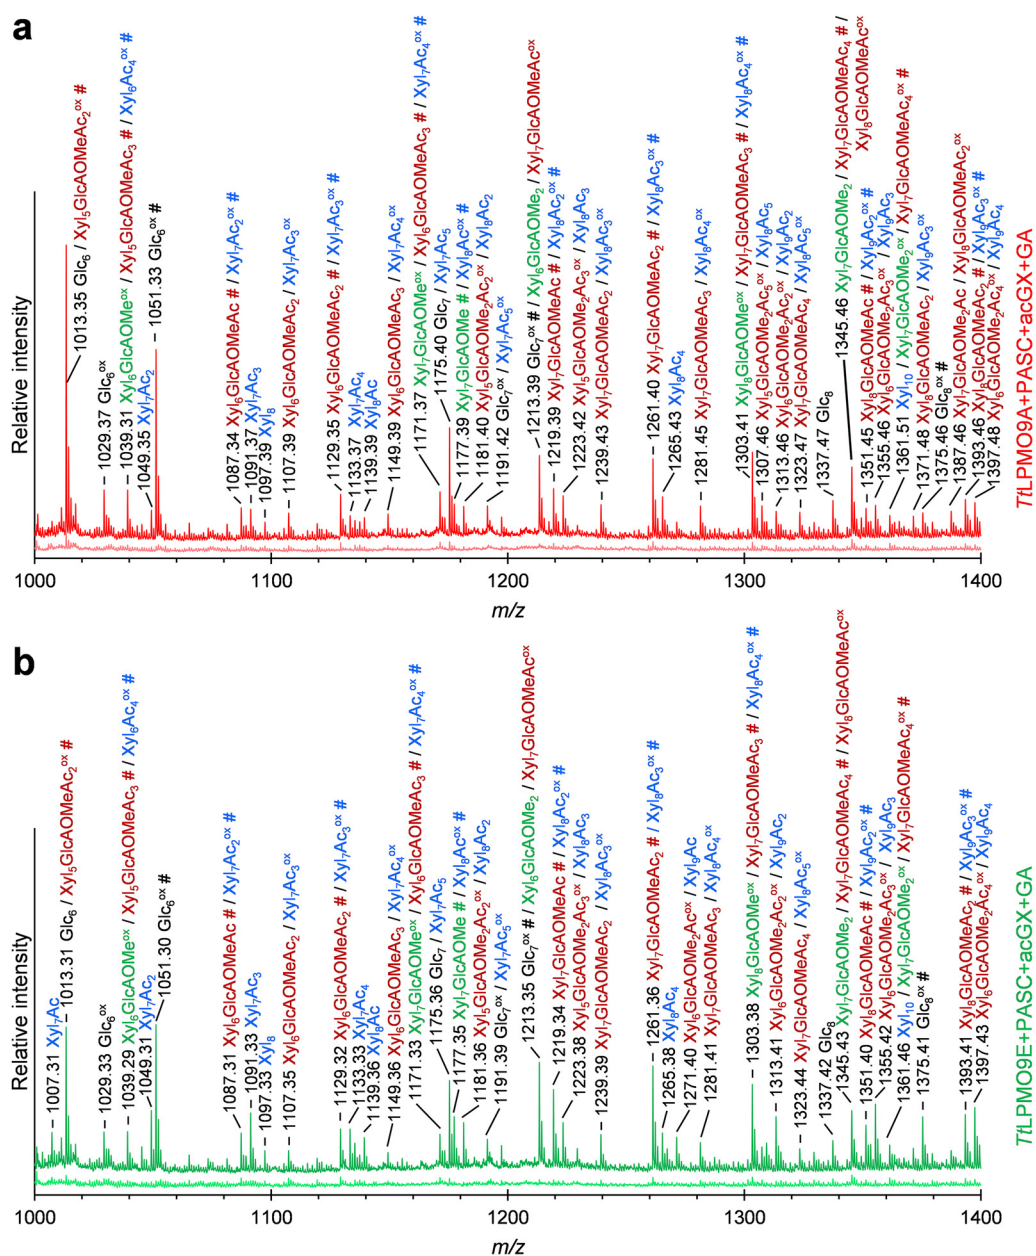 a
Relative intensity
1013.35 Glc6 / Xyl5GlcAOMeAc2ox #
1029.37 Glc6ox
1039.31 Xyl6GlcAOMeox / Xyl5GlcAOMeAc3 # / Xyl6Ac4ox #
1049.35 Xyl7Ac2
1051.33 Glc6ox #
1087.34 Xyl6GlcAOMeAc # / Xyl7Ac2ox #
1091.37 Xyl7Ac3
1097.39 Xyl8
1107.39 Xyl6GlcAOMeAc2 / Xyl7Ac3ox
1129.35 Xyl6GlcAOMeAc2 # / Xyl7Ac3ox #
1133.37 Xyl7Ac4
1139.39 Xyl8Ac
1149.39 Xyl6GlcAOMeAc3 / Xyl7Ac4ox
1171.37 Xyl7GlcAOMeox / Xyl6GlcAOMeAc3 # / Xyl7Ac4ox #
1175.40 Glc7 / Xyl7Ac5
1177.39 Xyl7GlcAOMe # / Xyl8Acox #
1181.40 Xyl5GlcAOMe2Ac2ox / Xyl8Ac2
1191.42 Glc7ox / Xyl7Ac5ox
1213.39 Glc7ox # / Xyl6GlcAOMe2 / Xyl7GlcAOMeAcox
1219.39 Xyl7GlcAOMeAc # / Xyl8Ac2ox #
1223.42 Xyl5GlcAOMe2Ac3ox / Xyl8Ac3
1239.43 Xyl7GlcAOMeAc2 / Xyl8Ac3ox
1261.40 Xyl7GlcAOMeAc2 # / Xyl8Ac3ox #
1265.43 Xyl8Ac4
1281.45 Xyl7GlcAOMeAc3 / Xyl8Ac4ox
1303.41 Xyl8GlcAOMeox / Xyl7GlcAOMeAc3 # / Xyl8Ac4ox #
1307.46 Xyl5GlcAOMe2Ac5ox / Xyl8Ac5
1313.46 Xyl6GlcAOMe2Ac2ox / Xyl9Ac2
1323.47 Xyl7GlcAOMeAc4 / Xyl8Ac5ox
1337.47 Glc8
1345.46 Xyl7GlcAOMe2 / Xyl7GlcAOMeAc4 # /
Xyl8GlcAOMeAcox
1351.45 Xyl8GlcAOMeAc # / Xyl9Ac2ox #
1355.46 Xyl6GlcAOMe2Ac3ox / Xyl9Ac3
1361.51 Xyl10 / Xyl7GlcAOMe2ox / Xyl7GlcAOMeAc4ox #
1371.48 Xyl8GlcAOMeAc2 / Xyl9Ac3ox
1375.46 Glc8ox #
1387.46 Xyl7GlcAOMe2Ac / Xyl8GlcAOMeAc2ox
1393.46 Xyl8GlcAOMeAc2 # / Xyl9Ac3ox #
1397.48 Xyl6GlcAOMe2Ac4ox / Xyl9Ac4
TtLPMO9A+PASC+acGX+GA
1000 1100 1200 1300 1400
m/z
b
Relative intensity
1007.31 Xyl7Ac
1013.31 Glc6 / Xyl5GlcAOMeAc2ox #
1029.33 Glc6ox
1039.29 Xyl6GlcAOMeox / Xyl5GlcAOMeAc3 # / Xyl6Ac4ox #
1049.31 Xyl7Ac2
1051.30 Glc6ox #
1087.31 Xyl6GlcAOMeAc # / Xyl7Ac2ox #
1091.33 Xyl7Ac3
1097.33 Xyl8
1107.35 Xyl6GlcAOMeAc2 / Xyl7Ac3ox
1129.32 Xyl6GlcAOMeAc2 # / Xyl7Ac3ox #
1133.33 Xyl7Ac4
1139.36 Xyl8Ac
1149.36 Xyl6GlcAOMeAc3 / Xyl7Ac4ox
1171.33 Xyl7GlcAOMeox / Xyl6GlcAOMeAc3 # / Xyl7Ac4ox #
1175.36 Glc7 / Xyl7Ac5
1177.35 Xyl7GlcAOMe # / Xyl8Acox #
1181.36 Xyl5GlcAOMe2Ac2ox / Xyl8Ac2
1191.39 Glc7ox / Xyl7Ac5ox
1213.35 Glc7ox # / Xyl6GlcAOMe2 / Xyl7GlcAOMeAcox
1219.34 Xyl7GlcAOMeAc # / Xyl8Ac2ox #
1223.38 Xyl5GlcAOMe2Ac3ox / Xyl8Ac3
1239.39 Xyl7GlcAOMeAc2 / Xyl8Ac3ox
1261.36 Xyl7GlcAOMeAc2 # / Xyl8Ac3ox #
1265.38 Xyl8Ac4
1271.40 Xyl6GlcAOMe2Acox / Xyl9Ac
1281.41 Xyl7GlcAOMeAc3 / Xyl8Ac4ox
1303.38 Xyl8GlcAOMeox / Xyl7GlcAOMeAc3 # / Xyl8Ac4ox #
1313.41 Xyl6GlcAOMe2Ac2ox / Xyl9Ac2
1323.44 Xyl7GlcAOMeAc4 / Xyl8Ac5ox
1337.42 Glc8
1345.43 Xyl7GlcAOMe2 / Xyl7GlcAOMeAc4 # / Xyl8GlcAOMeAcox
1351.40 Xyl8GlcAOMeAc # / Xyl9Ac2ox #
1355.42 Xyl6GlcAOMe2Ac3ox / Xyl9Ac3
1361.46 Xyl10 / Xyl7GlcAOMe2ox / Xyl7GlcAOMeAc4ox #
1375.41 Glc8ox #
1393.41 Xyl8GlcAOMeAc2 # / Xyl9Ac3ox #
1397.43 Xyl6GlcAOMe2Ac4ox / Xyl9Ac4
TtLPMO9E+PASC+acGX+GA
1000 1100 1200 1300 1400
m/z